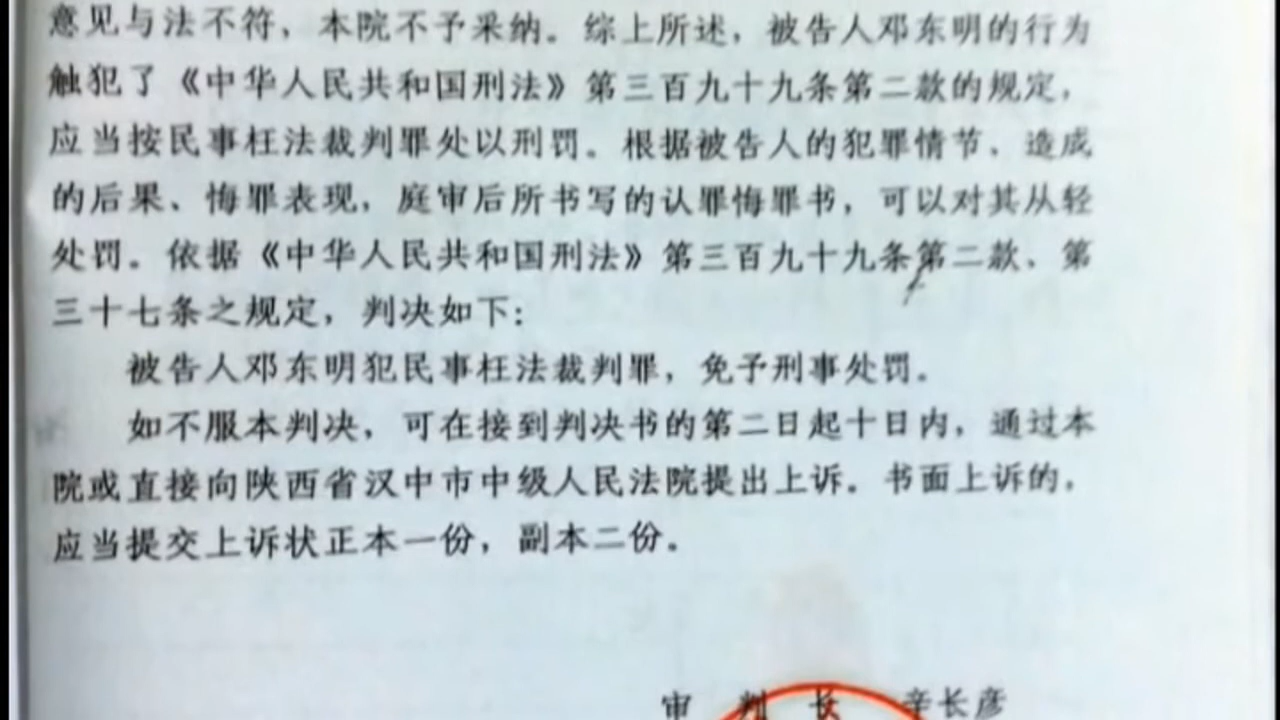 意见与法不符，本院不予采纳。综上所述，被告人邓东明的行为
触犯了《中华人民共和国刑法》第三百九十九条第二款的规定，
应当按民事枉法裁判罪处以刑罚。根据被告人的犯罪情节、造成
的后果、悔罪表现，庭审后所书写的认罪悔罪书，可以对其从轻
处罚。依据《中华人民共和国刑法》第三百九十九条第二款、第
三十七条之规定，判决如下：
被告人邓东明犯民事枉法裁判罪，免予刑事处罚。
如不服本判决，可在接到判决书的第二日起十日内，通过本
院或直接向陕西省汉中市中级人民法院提出上诉。书面上诉的，
应当提交上诉状正本一份，副本二份。
审 判 长 辛长彦